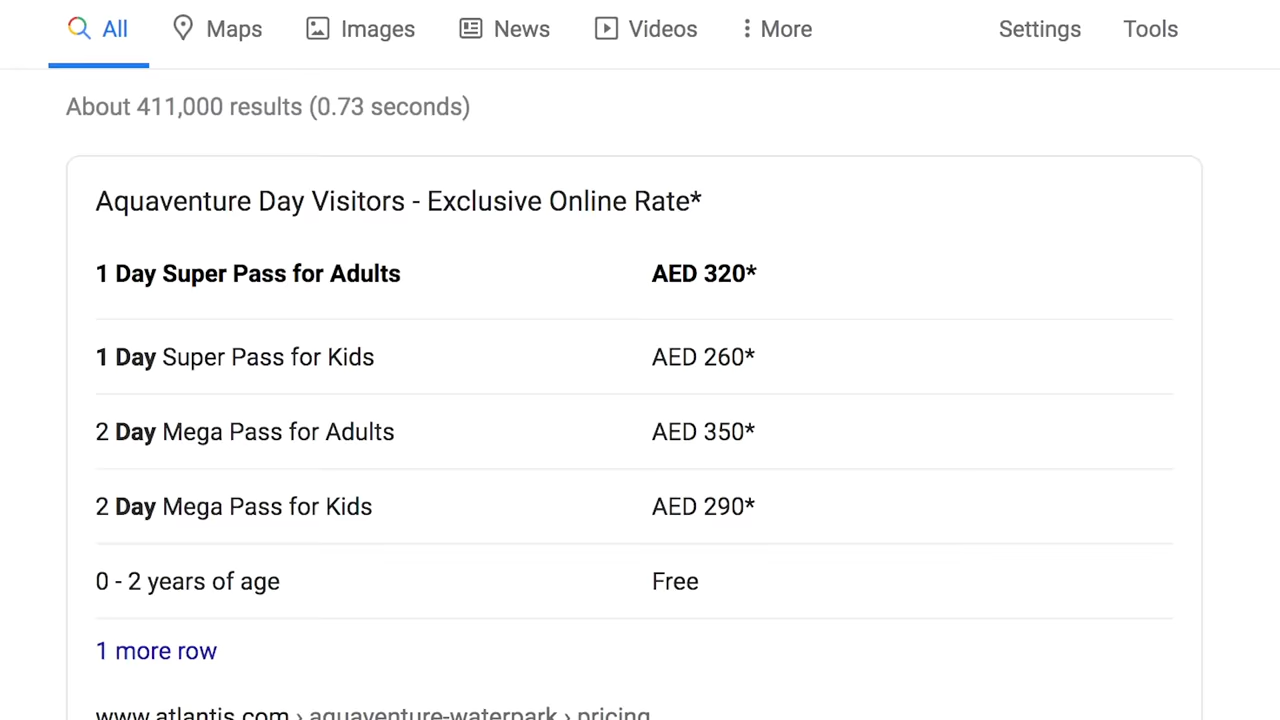 All Maps Images News Videos More Settings Tools
About 411,000 results (0.73 seconds)
Aquaventure Day Visitors - Exclusive Online Rate*
1 Day Super Pass for Adults AED 320*
1 Day Super Pass for Kids AED 260*
2 Day Mega Pass for Adults AED 350*
2 Day Mega Pass for Kids AED 290*
0 - 2 years of age Free
1 more row
www.atlantis.com › aquaventure-waterpark › pricing